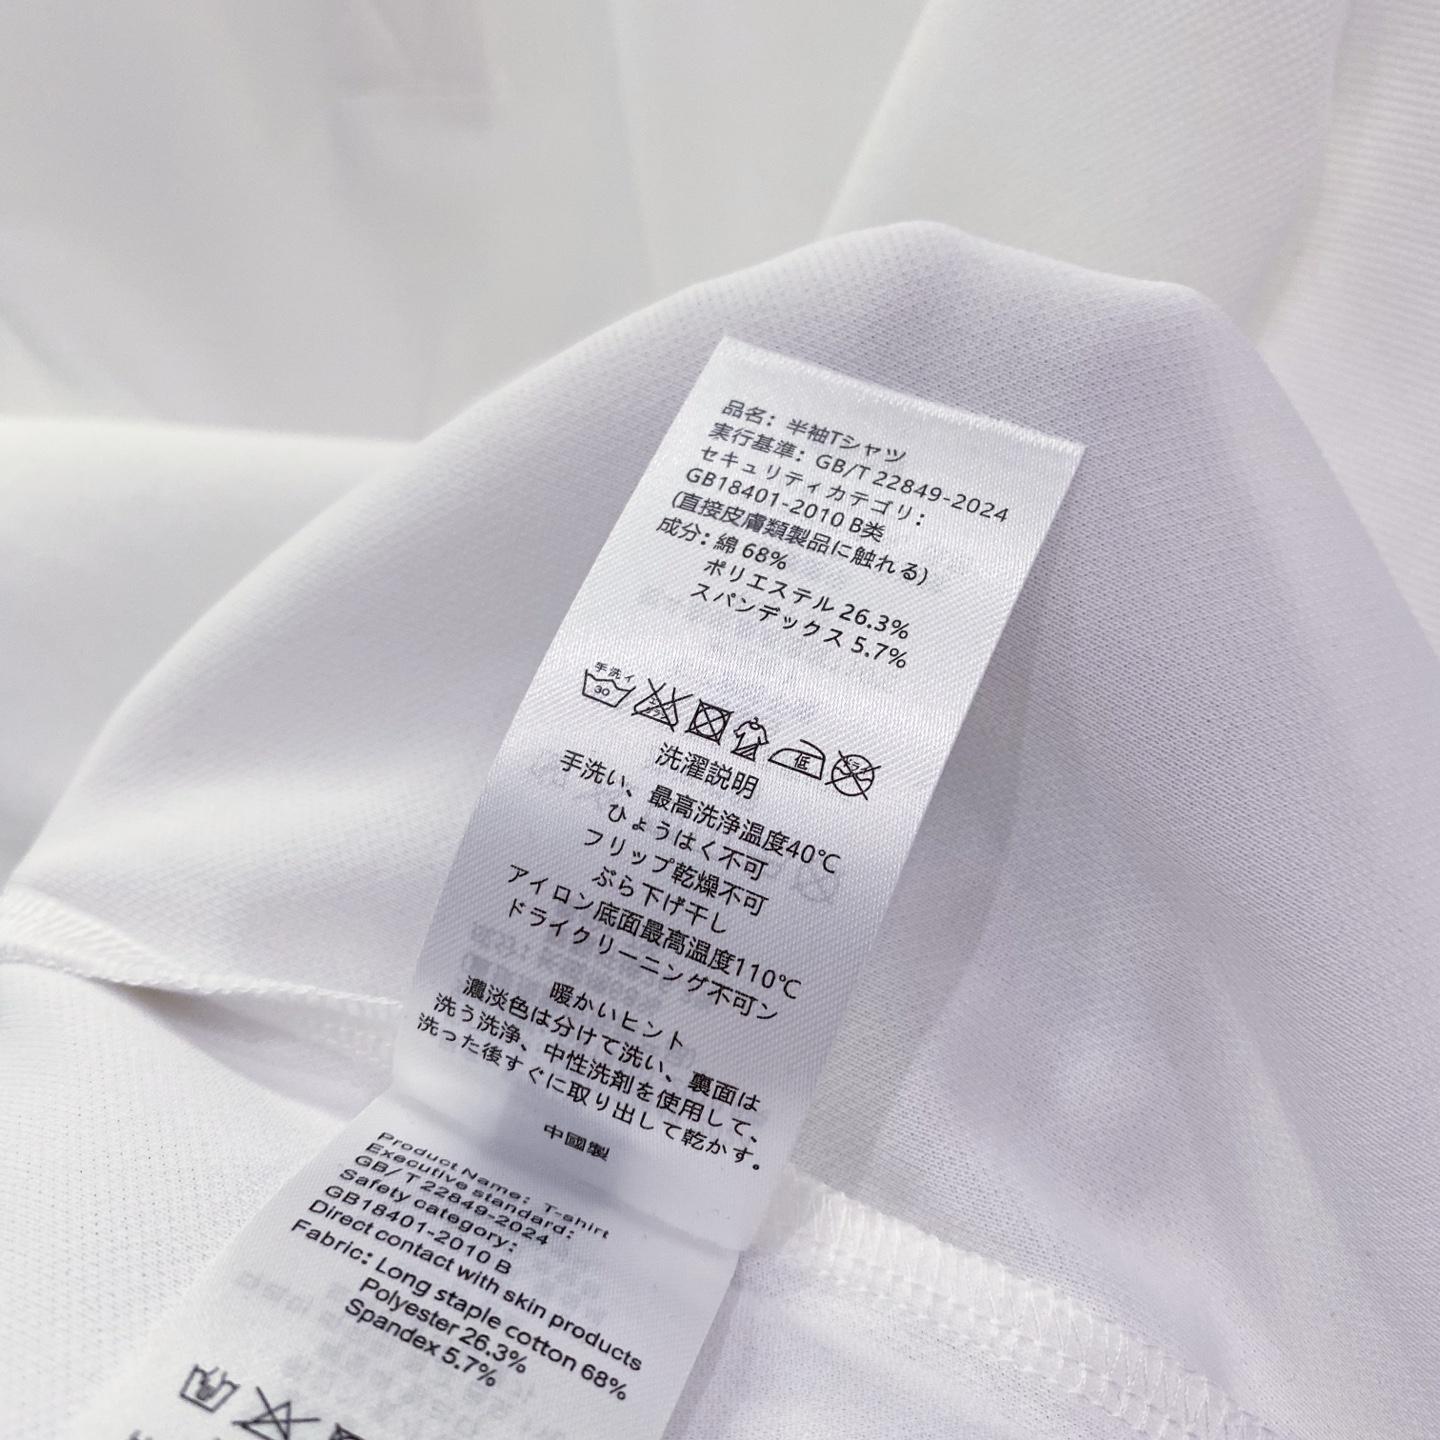 品名：半袖Tシャツ
実行基準：GB/T 22849-2024
セキュリティカテゴリ：
GB18401-2010 B类
(直接皮膚類製品に触れる)
成分：綿 68%
ポリエステル 26.3%
スパンデックス 5.7%
手洗イ
30
低
洗濯説明
手洗い、最高洗浄温度40℃
ひょうはく不可
フリップ乾燥不可
ぶら下げ干し
アイロン底面最高温度110℃
ドライクリーニング不可ン
暖かいヒント
濃淡色は分けて洗い、裏面は
洗う洗浄、中性洗剤を使用して、
洗った後すぐに取り出して乾かす。
中國製
Product Name：T-shirt
Executive standard：
GB/T 22849-2024
Safety category：
GB18401-2010 B
Direct contact with skin products
Fabric：Long staple cotton 68%
Polyester 26.3%
Spandex 5.7%